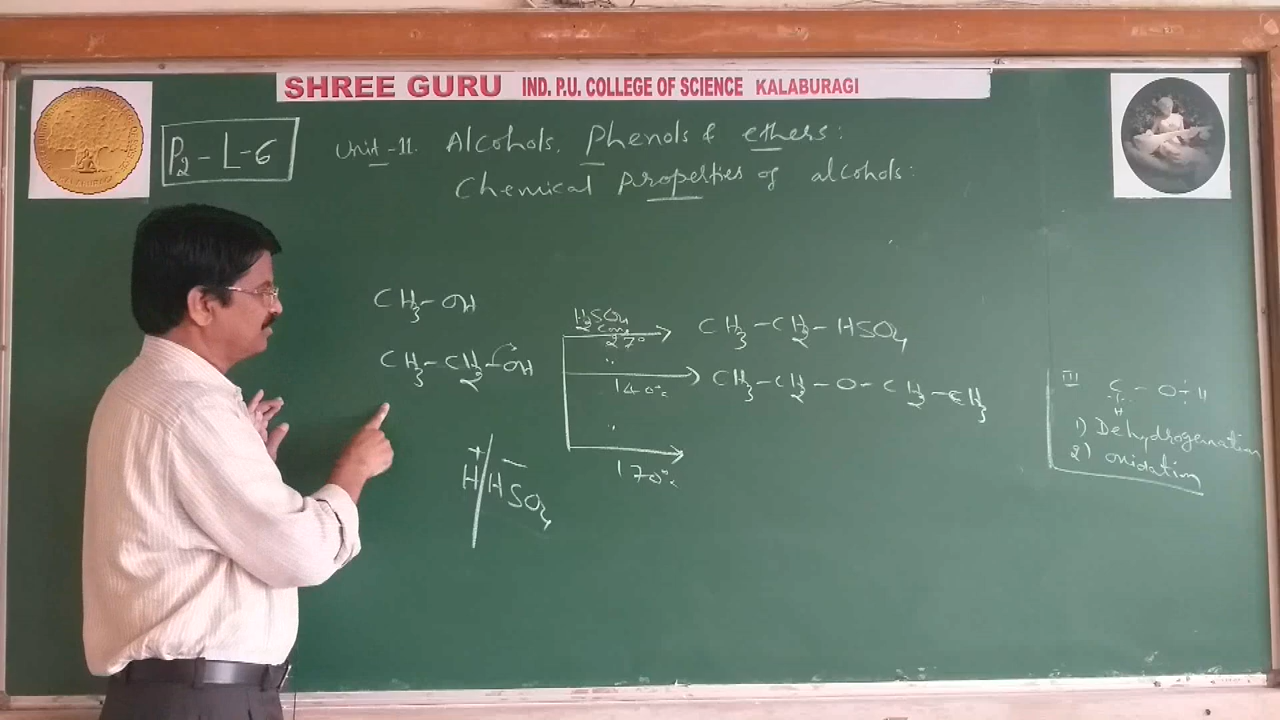 SHREE GURU IND. P.U. COLLEGE OF SCIENCE KALABURAGI
P2-L-6
Unit-11. Alcohols, Phenols & ethers:
Chemical Properties of alcohols:
CH3-OH
CH3-CH2-OH
H2SO4
Conc
27°
CH3-CH2-HSO4
"
140°c
CH3-CH2-O-CH2-CH3
"
170°c
H+/HSO4-
III
C-O-H
H
1) Dehydrogenation
2) oxidation